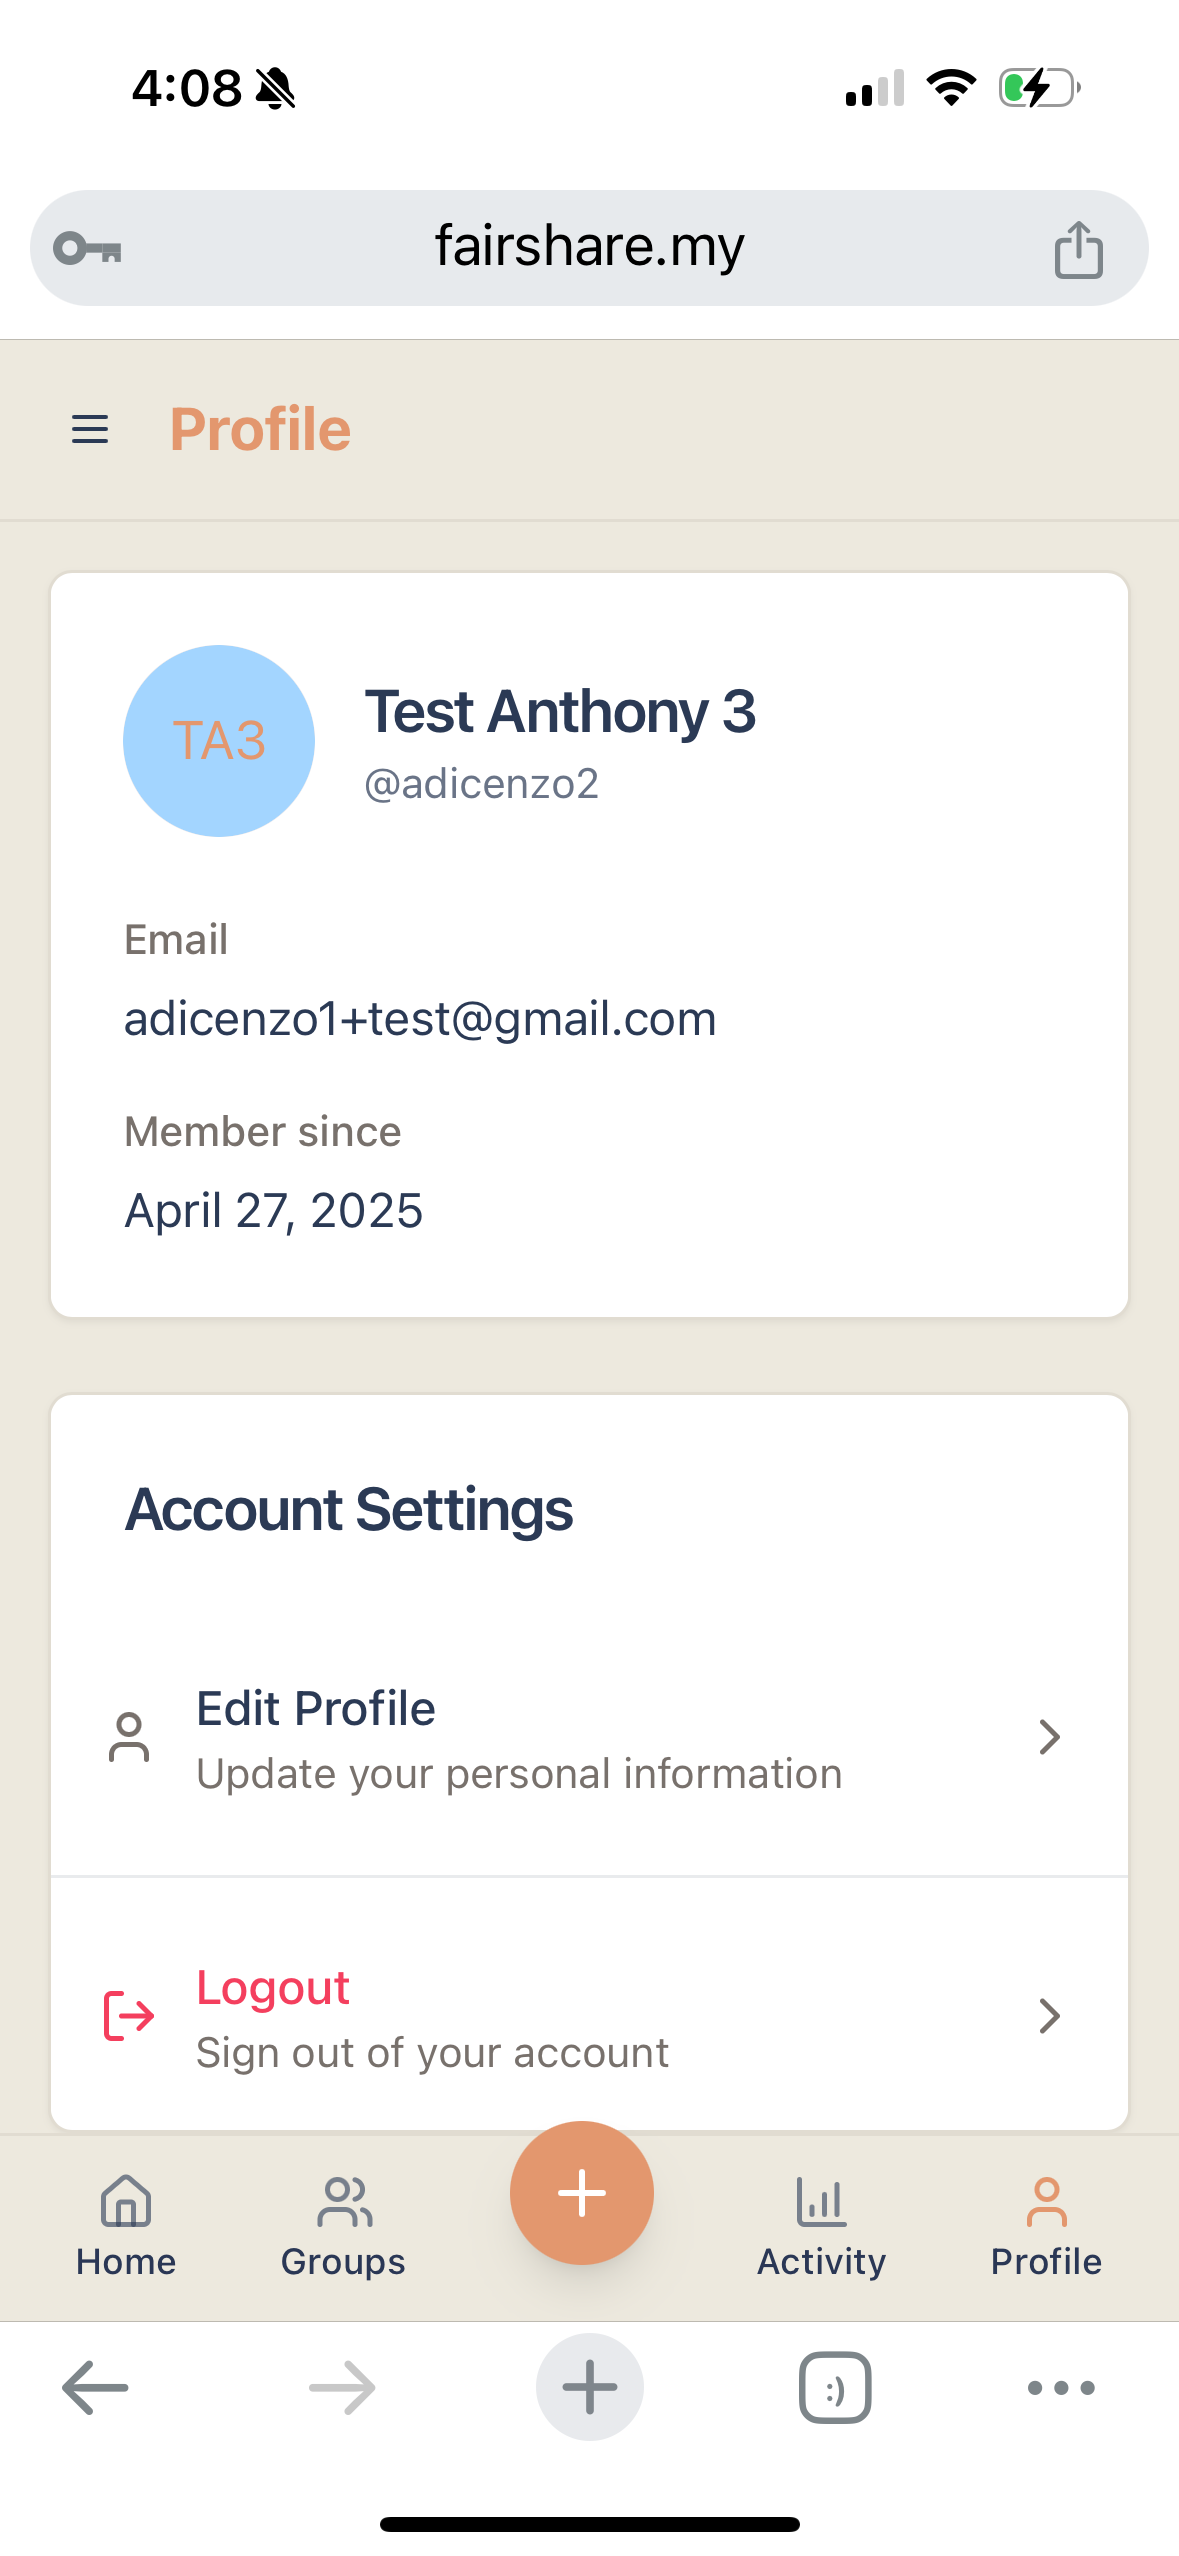 4:08
fairshare.my
Profile
TA3
Test Anthony 3
@adicenzo2
Email
adicenzo1+test@gmail.com
Member since
April 27, 2025
Account Settings
Edit Profile
Update your personal information
Logout
Sign out of your account
Home
Groups
Activity
Profile
:)